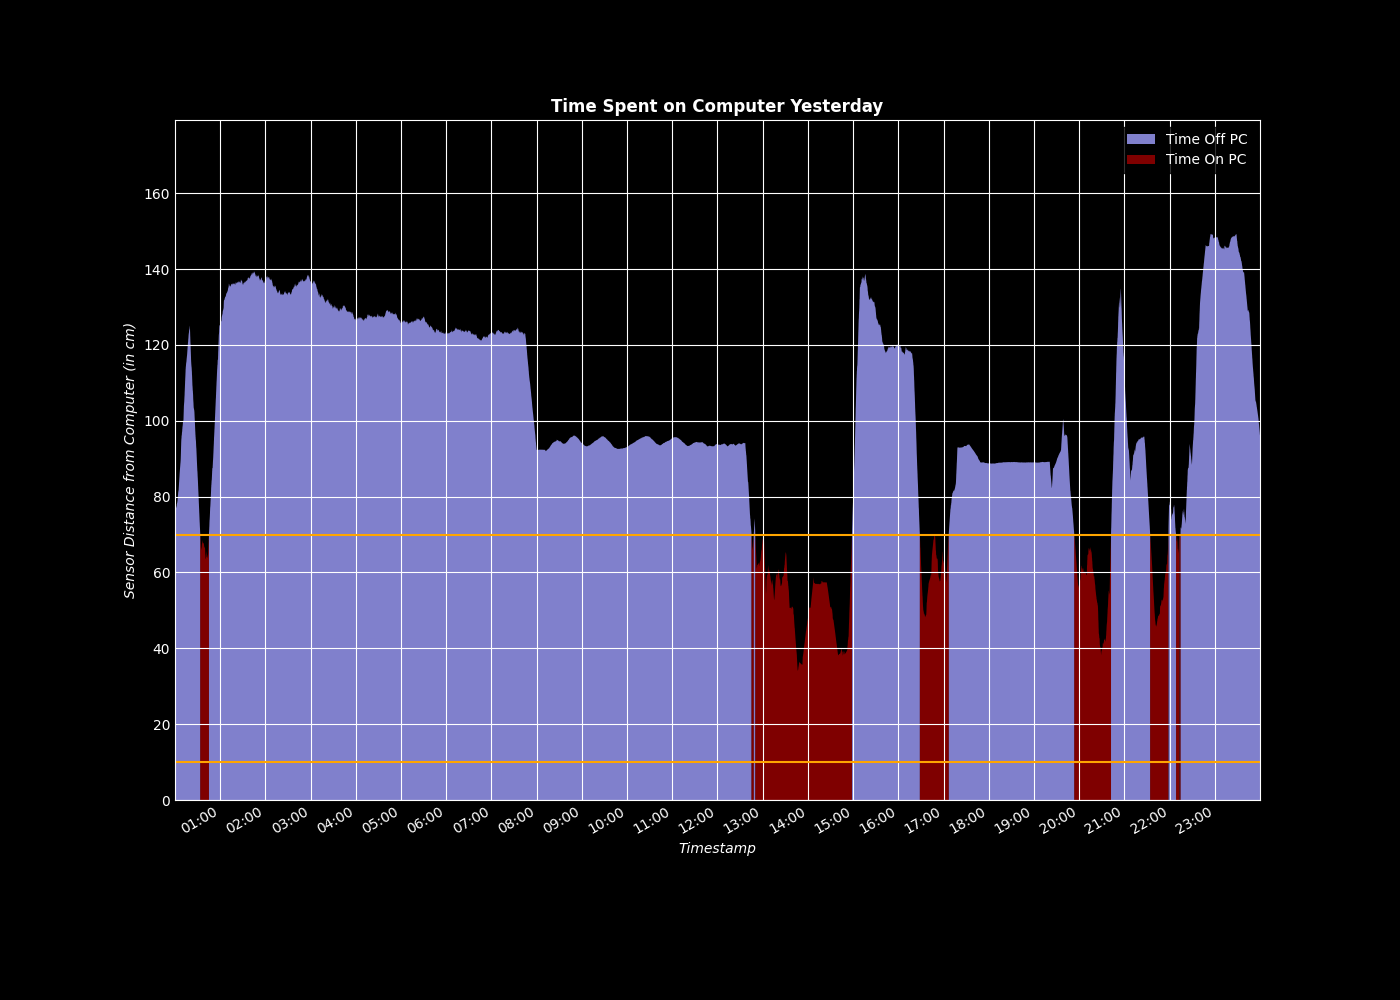 Time Spent on Computer Yesterday
Time Off PC
Time On PC
Sensor Distance from Computer (in cm)
160
140
120
100
80
60
40
20
0
01:00 02:00 03:00 04:00 05:00 06:00 07:00 08:00 09:00 10:00 11:00 12:00 13:00 14:00 15:00 16:00 17:00 18:00 19:00 20:00 21:00 22:00 23:00
Timestamp